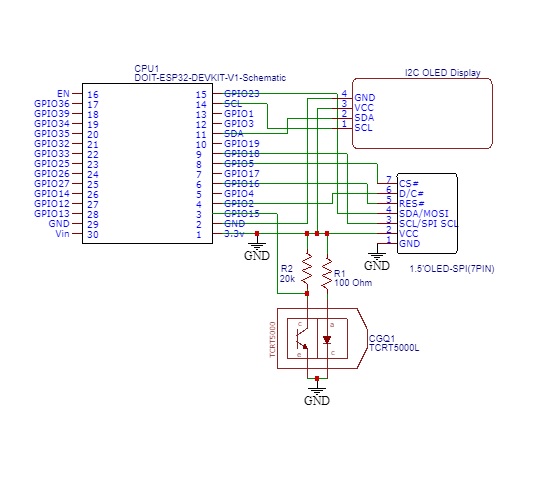 CPU1
DOIT-ESP32-DEVKIT-V1-Schematic
EN 16 15 GPIO23
GPIO36 17 14 SCL
GPIO39 18 13 GPIO1
GPIO34 19 12 GPIO3
GPIO35 20 11 SDA
GPIO32 21 10 GPIO19
GPIO33 22 9 GPIO18
GPIO25 23 8 GPIO5
GPIO26 24 7 GPIO17
GPIO27 25 6 GPIO16
GPIO14 26 5 GPIO4
GPIO12 27 4 GPIO2
GPIO13 28 3 GPIO15
GND 29 2 GND
Vin 30 1 3.3v
I2C OLED Display
4 GND
3 VCC
2 SDA
1 SCL
7 CS#
6 D/C#
5 RES#
4 SDA/MOSI
3 SCL/SPI SCL
2 VCC
1 GND
1.5'OLED-SPI(7PIN)
GND
GND
R2
20k
R1
100 Ohm
TCRT5000
c a
e c
CGQ1
TCRT5000L
GND